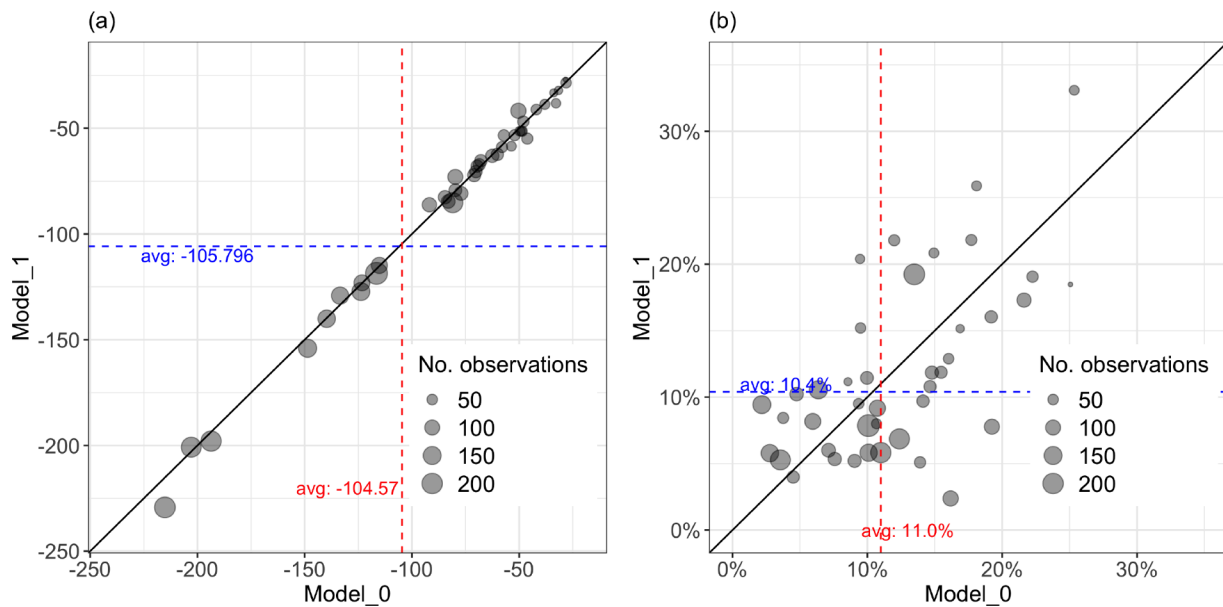 (a)
-50
-100
-150
-200
-250
Model_1
avg: -105.796
avg: -104.57
No. observations
50
100
150
200
-250
-200
-150
-100
-50
Model_0
(b)
30%
20%
10%
0%
Model_1
avg: 10.4%
avg: 11.0%
No. observations
50
100
150
200
0%
10%
20%
30%
Model_0